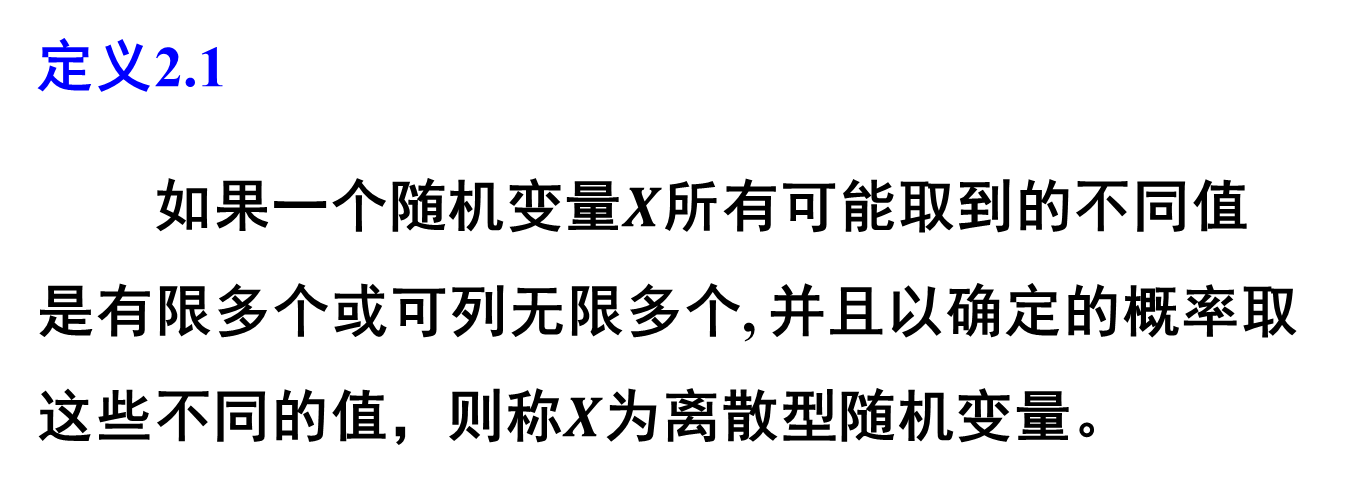 定义2.1
如果一个随机变量X所有可能取到的不同值
是有限多个或可列无限多个, 并且以确定的概率取
这些不同的值，则称X为离散型随机变量。